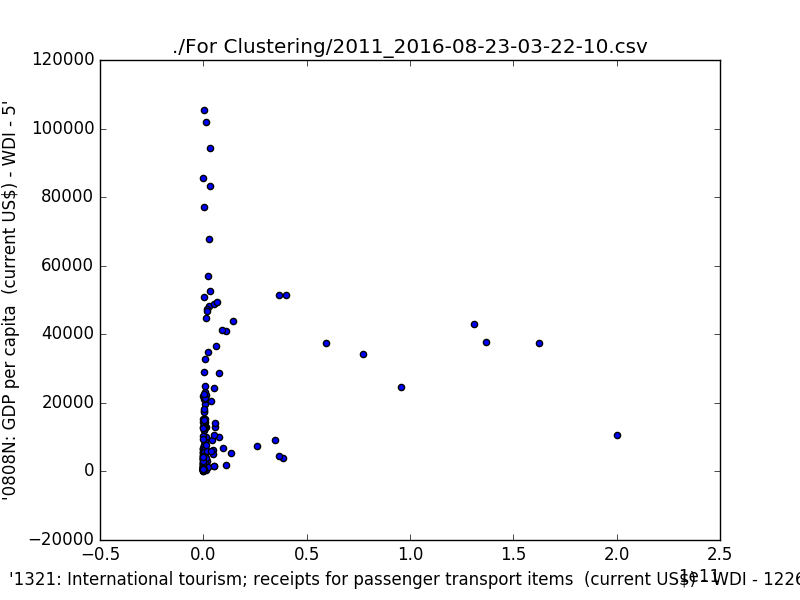 ./For Clustering/2011_2016-08-23-03-22-10.csv
120000
100000
80000
60000
40000
20000
0
−20000
'0808N: GDP per capita  (current US$) - WDI - 5'
−0.5 0.0 0.5 1.0 1.5 2.0 2.5
1e11
'1321: International tourism; receipts for passenger transport items  (current US$) - WDI - 1226